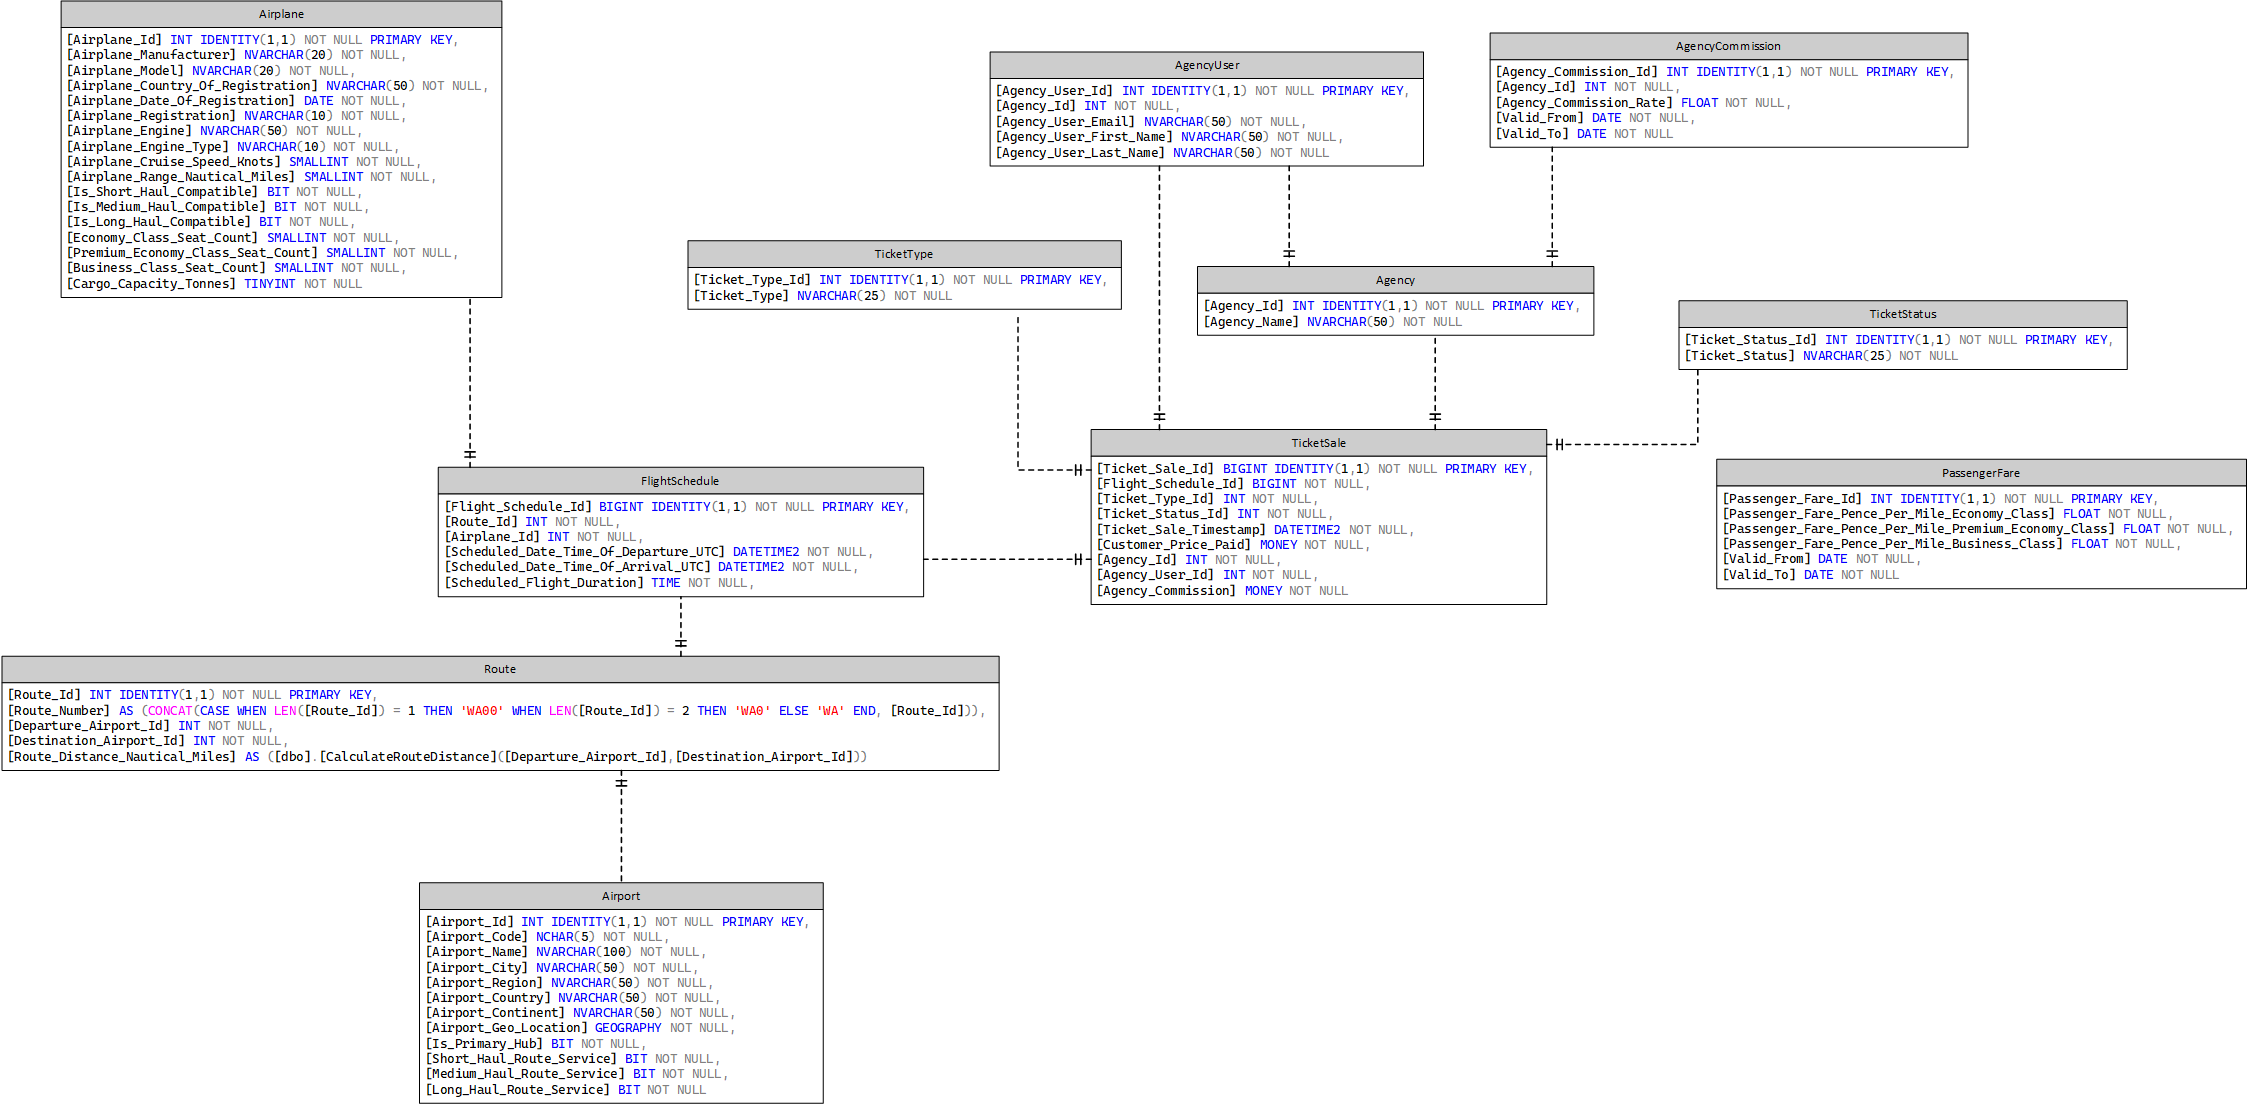 Airplane
[Airplane_Id] INT IDENTITY(1,1) NOT NULL PRIMARY KEY,
[Airplane_Manufacturer] NVARCHAR(20) NOT NULL,
[Airplane_Model] NVARCHAR(20) NOT NULL,
[Airplane_Country_Of_Registration] NVARCHAR(50) NOT NULL,
[Airplane_Date_Of_Registration] DATE NOT NULL,
[Airplane_Registration] NVARCHAR(10) NOT NULL,
[Airplane_Engine] NVARCHAR(50) NOT NULL,
[Airplane_Engine_Type] NVARCHAR(10) NOT NULL,
[Airplane_Cruise_Speed_Knots] SMALLINT NOT NULL,
[Airplane_Range_Nautical_Miles] SMALLINT NOT NULL,
[Is_Short_Haul_Compatible] BIT NOT NULL,
[Is_Medium_Haul_Compatible] BIT NOT NULL,
[Is_Long_Haul_Compatible] BIT NOT NULL,
[Economy_Class_Seat_Count] SMALLINT NOT NULL,
[Premium_Economy_Class_Seat_Count] SMALLINT NOT NULL,
[Business_Class_Seat_Count] SMALLINT NOT NULL,
[Cargo_Capacity_Tonnes] TINYINT NOT NULL
AgencyUser
[Agency_User_Id] INT IDENTITY(1,1) NOT NULL PRIMARY KEY,
[Agency_Id] INT NOT NULL,
[Agency_User_Email] NVARCHAR(50) NOT NULL,
[Agency_User_First_Name] NVARCHAR(50) NOT NULL,
[Agency_User_Last_Name] NVARCHAR(50) NOT NULL
AgencyCommission
[Agency_Commission_Id] INT IDENTITY(1,1) NOT NULL PRIMARY KEY,
[Agency_Id] INT NOT NULL,
[Agency_Commission_Rate] FLOAT NOT NULL,
[Valid_From] DATE NOT NULL,
[Valid_To] DATE NOT NULL
TicketType
[Ticket_Type_Id] INT IDENTITY(1,1) NOT NULL PRIMARY KEY,
[Ticket_Type] NVARCHAR(25) NOT NULL
Agency
[Agency_Id] INT IDENTITY(1,1) NOT NULL PRIMARY KEY,
[Agency_Name] NVARCHAR(50) NOT NULL
TicketStatus
[Ticket_Status_Id] INT IDENTITY(1,1) NOT NULL PRIMARY KEY,
[Ticket_Status] NVARCHAR(25) NOT NULL
FlightSchedule
[Flight_Schedule_Id] BIGINT IDENTITY(1,1) NOT NULL PRIMARY KEY,
[Route_Id] INT NOT NULL,
[Airplane_Id] INT NOT NULL,
[Scheduled_Date_Time_Of_Departure_UTC] DATETIME2 NOT NULL,
[Scheduled_Date_Time_Of_Arrival_UTC] DATETIME2 NOT NULL,
[Scheduled_Flight_Duration] TIME NOT NULL,
TicketSale
[Ticket_Sale_Id] BIGINT IDENTITY(1,1) NOT NULL PRIMARY KEY,
[Flight_Schedule_Id] BIGINT NOT NULL,
[Ticket_Type_Id] INT NOT NULL,
[Ticket_Status_Id] INT NOT NULL,
[Ticket_Sale_Timestamp] DATETIME2 NOT NULL,
[Customer_Price_Paid] MONEY NOT NULL,
[Agency_Id] INT NOT NULL,
[Agency_User_Id] INT NOT NULL,
[Agency_Commission] MONEY NOT NULL
PassengerFare
[Passenger_Fare_Id] INT IDENTITY(1,1) NOT NULL PRIMARY KEY,
[Passenger_Fare_Pence_Per_Mile_Economy_Class] FLOAT NOT NULL,
[Passenger_Fare_Pence_Per_Mile_Premium_Economy_Class] FLOAT NOT NULL,
[Passenger_Fare_Pence_Per_Mile_Business_Class] FLOAT NOT NULL,
[Valid_From] DATE NOT NULL,
[Valid_To] DATE NOT NULL
Route
[Route_Id] INT IDENTITY(1,1) NOT NULL PRIMARY KEY,
[Route_Number] AS (CONCAT(CASE WHEN LEN([Route_Id]) = 1 THEN 'WA00' WHEN LEN([Route_Id]) = 2 THEN 'WA0' ELSE 'WA' END, [Route_Id])),
[Departure_Airport_Id] INT NOT NULL,
[Destination_Airport_Id] INT NOT NULL,
[Route_Distance_Nautical_Miles] AS ([dbo].[CalculateRouteDistance]([Departure_Airport_Id],[Destination_Airport_Id]))
Airport
[Airport_Id] INT IDENTITY(1,1) NOT NULL PRIMARY KEY,
[Airport_Code] NCHAR(5) NOT NULL,
[Airport_Name] NVARCHAR(100) NOT NULL,
[Airport_City] NVARCHAR(50) NOT NULL,
[Airport_Region] NVARCHAR(50) NOT NULL,
[Airport_Country] NVARCHAR(50) NOT NULL,
[Airport_Continent] NVARCHAR(50) NOT NULL,
[Airport_Geo_Location] GEOGRAPHY NOT NULL,
[Is_Primary_Hub] BIT NOT NULL,
[Short_Haul_Route_Service] BIT NOT NULL,
[Medium_Haul_Route_Service] BIT NOT NULL,
[Long_Haul_Route_Service] BIT NOT NULL